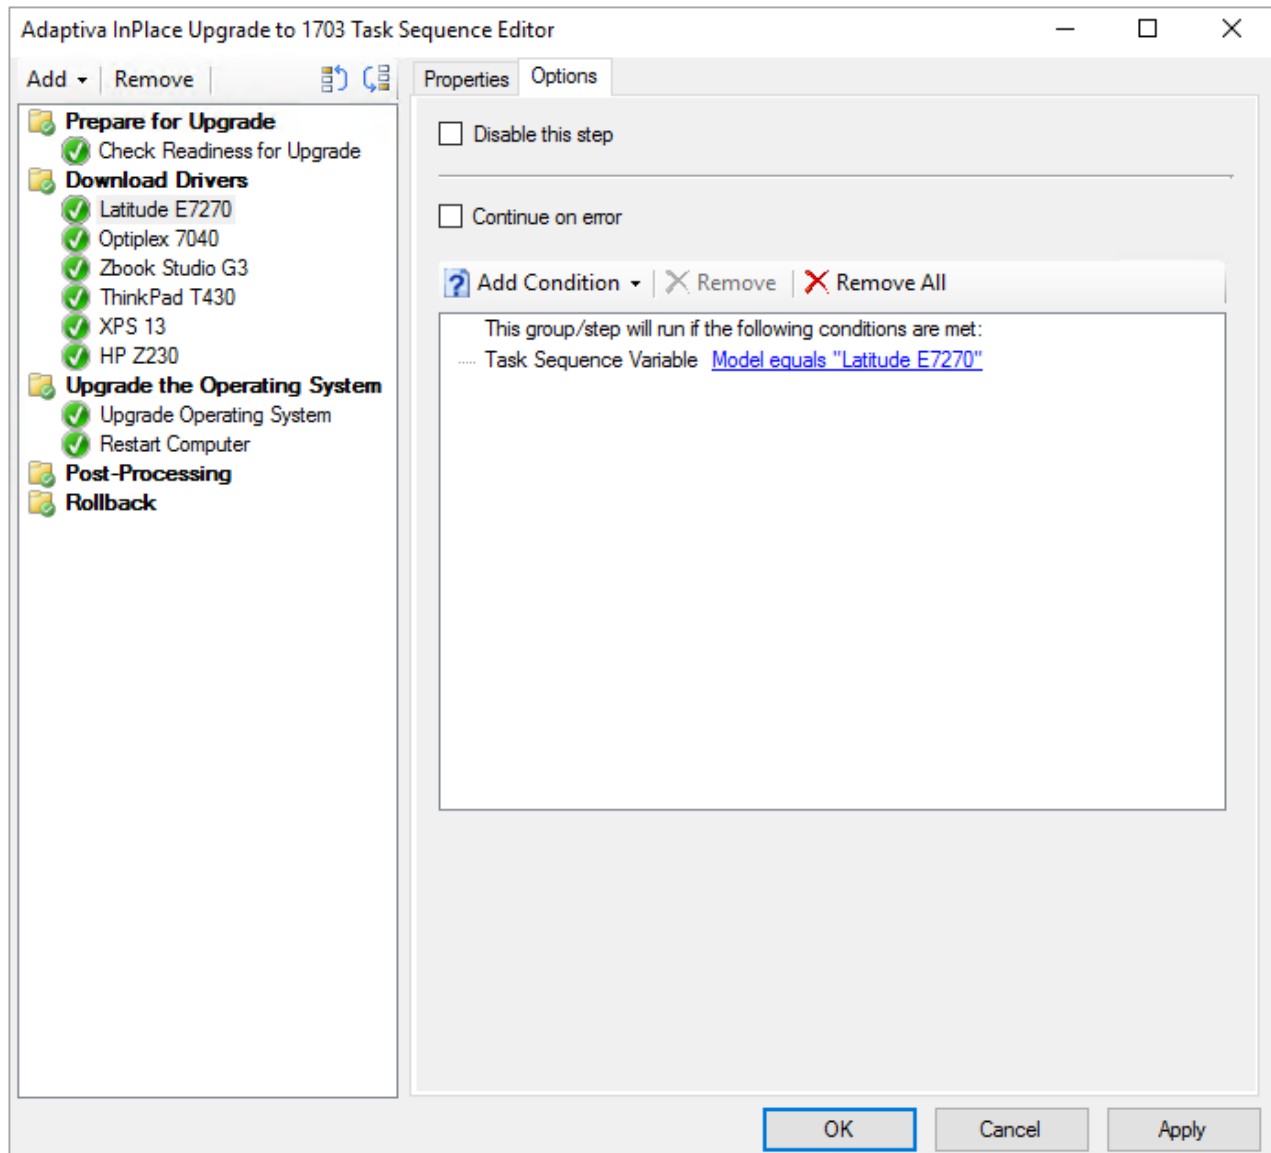 Adaptiva InPlace Upgrade to 1703 Task Sequence Editor
Add Remove
Properties Options
Prepare for Upgrade
Check Readiness for Upgrade
Download Drivers
Latitude E7270
Optiplex 7040
Zbook Studio G3
ThinkPad T430
XPS 13
HP Z230
Upgrade the Operating System
Upgrade Operating System
Restart Computer
Post-Processing
Rollback
Disable this step
Continue on error
Add Condition Remove Remove All
This group/step will run if the following conditions are met:
Task Sequence Variable Model equals "Latitude E7270"
OK Cancel Apply